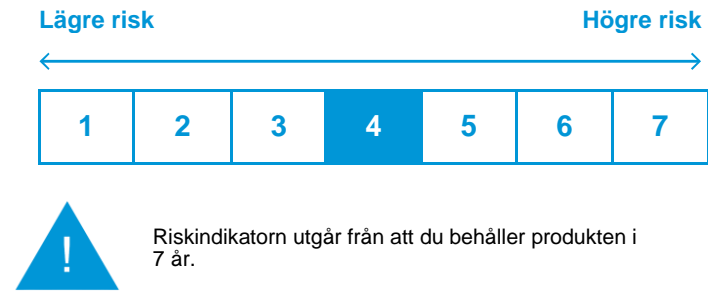 Lägre risk Högre risk
1 2 3 4 5 6 7
!
Riskindikatorn utgår från att du behåller produkten i
7 år.